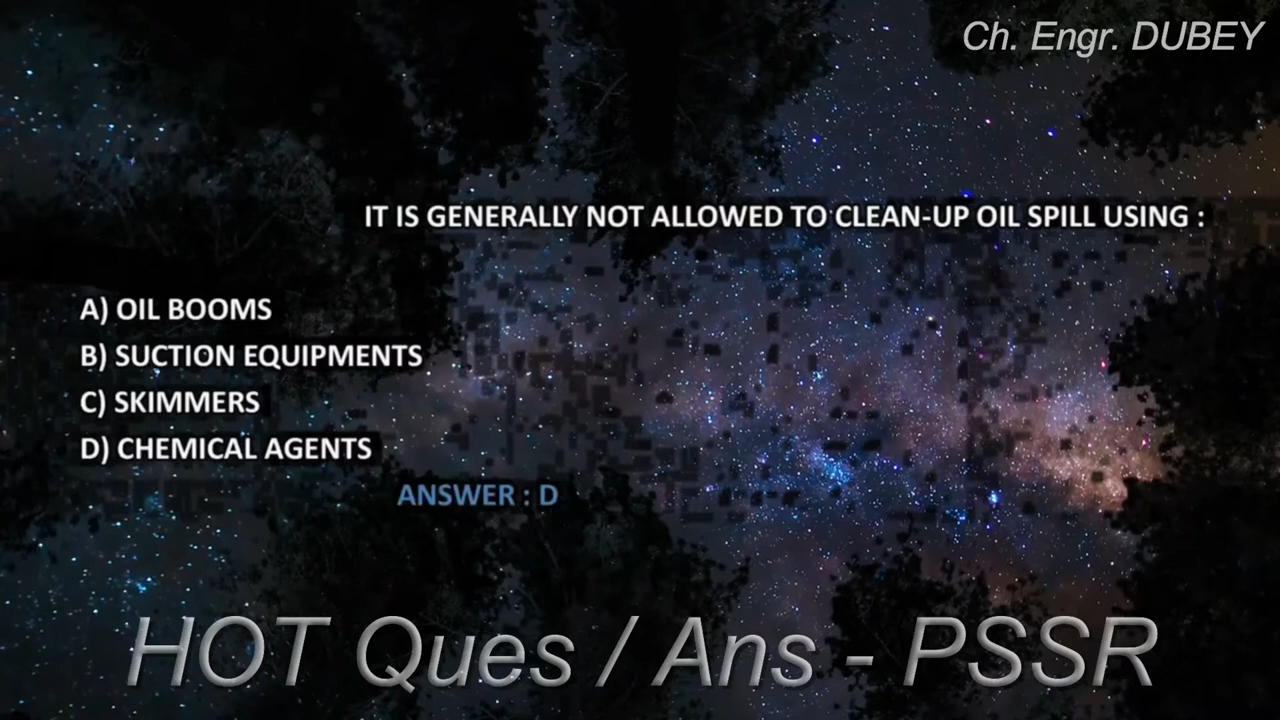 Ch. Engr. DUBEY
IT IS GENERALLY NOT ALLOWED TO CLEAN-UP OIL SPILL USING :
A) OIL BOOMS
B) SUCTION EQUIPMENTS
C) SKIMMERS
D) CHEMICAL AGENTS
ANSWER : D
HOT Ques / Ans - PSSR